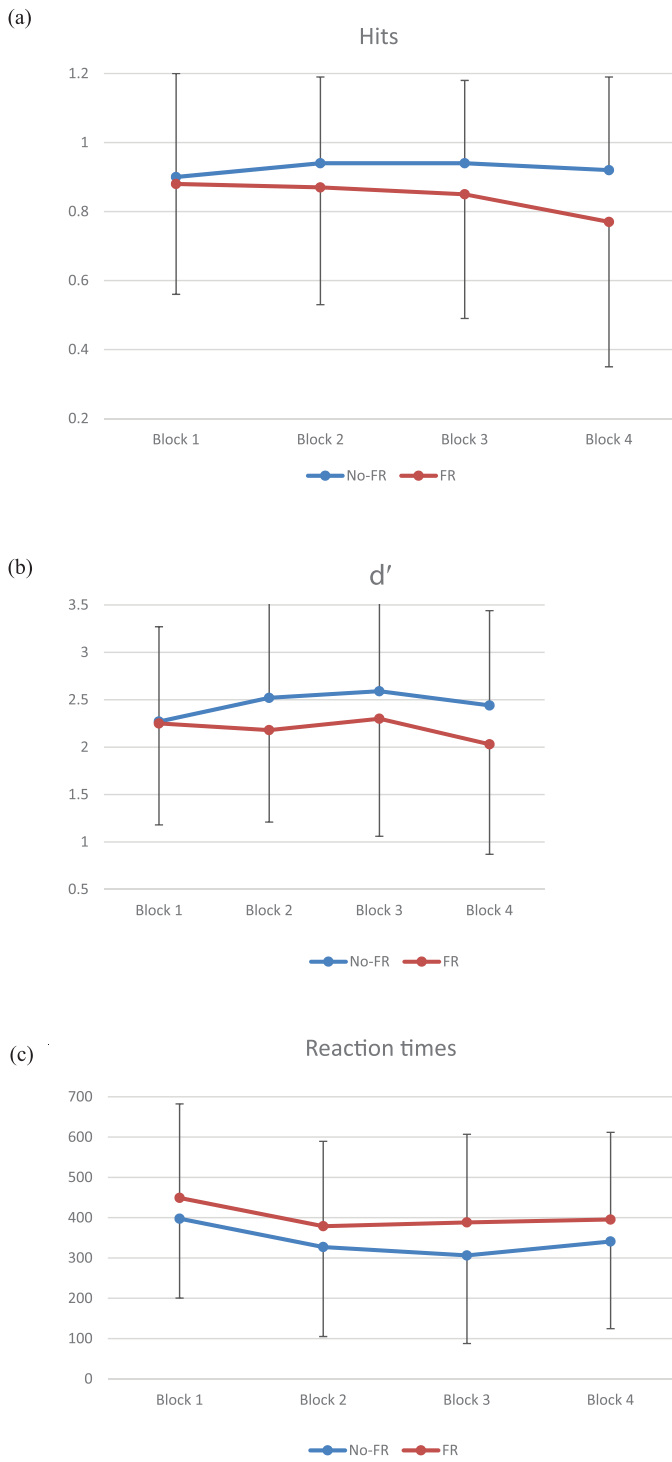 (a)
Hits
1.2
1
0.8
0.6
0.4
0.2
Block 1 Block 2 Block 3 Block 4
No-FR FR
(b)
d′
3.5
3
2.5
2
1.5
1
0.5
Block 1 Block 2 Block 3 Block 4
No-FR FR
(c)
Reaction times
700
600
500
400
300
200
100
0
Block 1 Block 2 Block 3 Block 4
No-FR FR